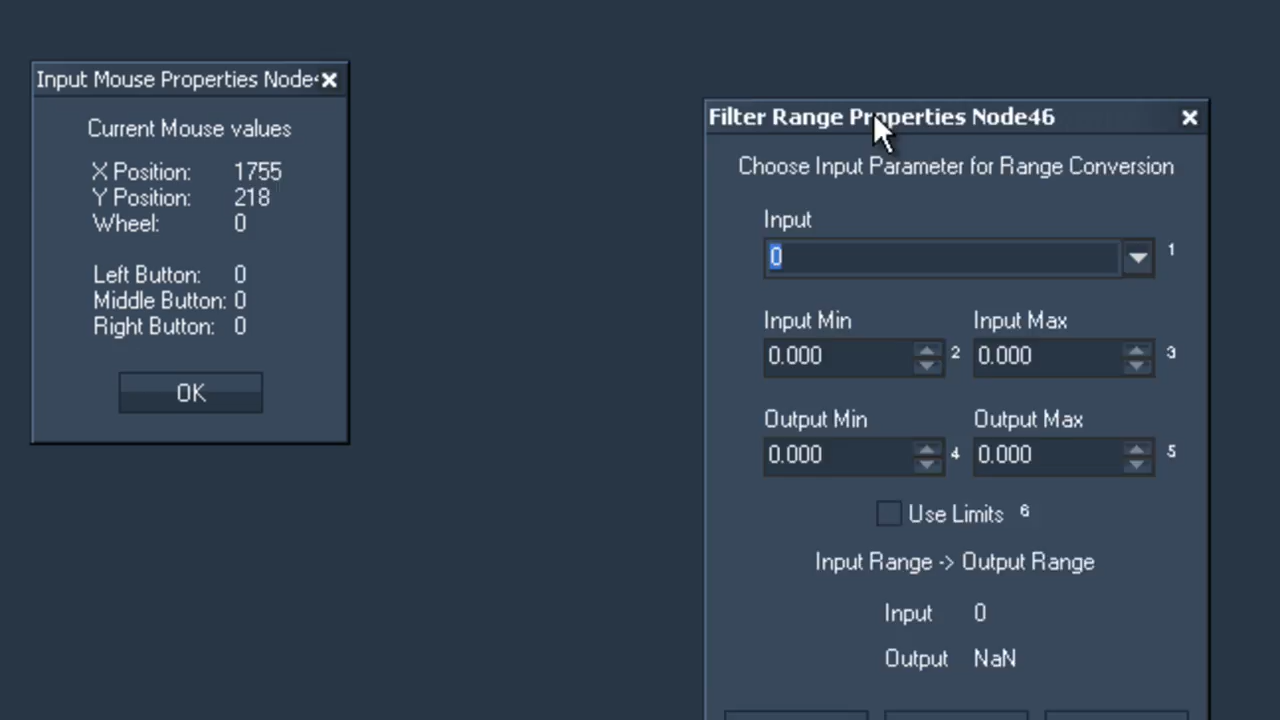 Input Mouse Properties Node
Current Mouse values
X Position: 1755
Y Position: 218
Wheel: 0
Left Button: 0
Middle Button: 0
Right Button: 0
OK
Filter Range Properties Node46
Choose Input Parameter for Range Conversion
Input
0 1
Input Min Input Max
0.000 2 0.000 3
Output Min Output Max
0.000 4 0.000 5
Use Limits 6
Input Range -> Output Range
Input 0
Output NaN